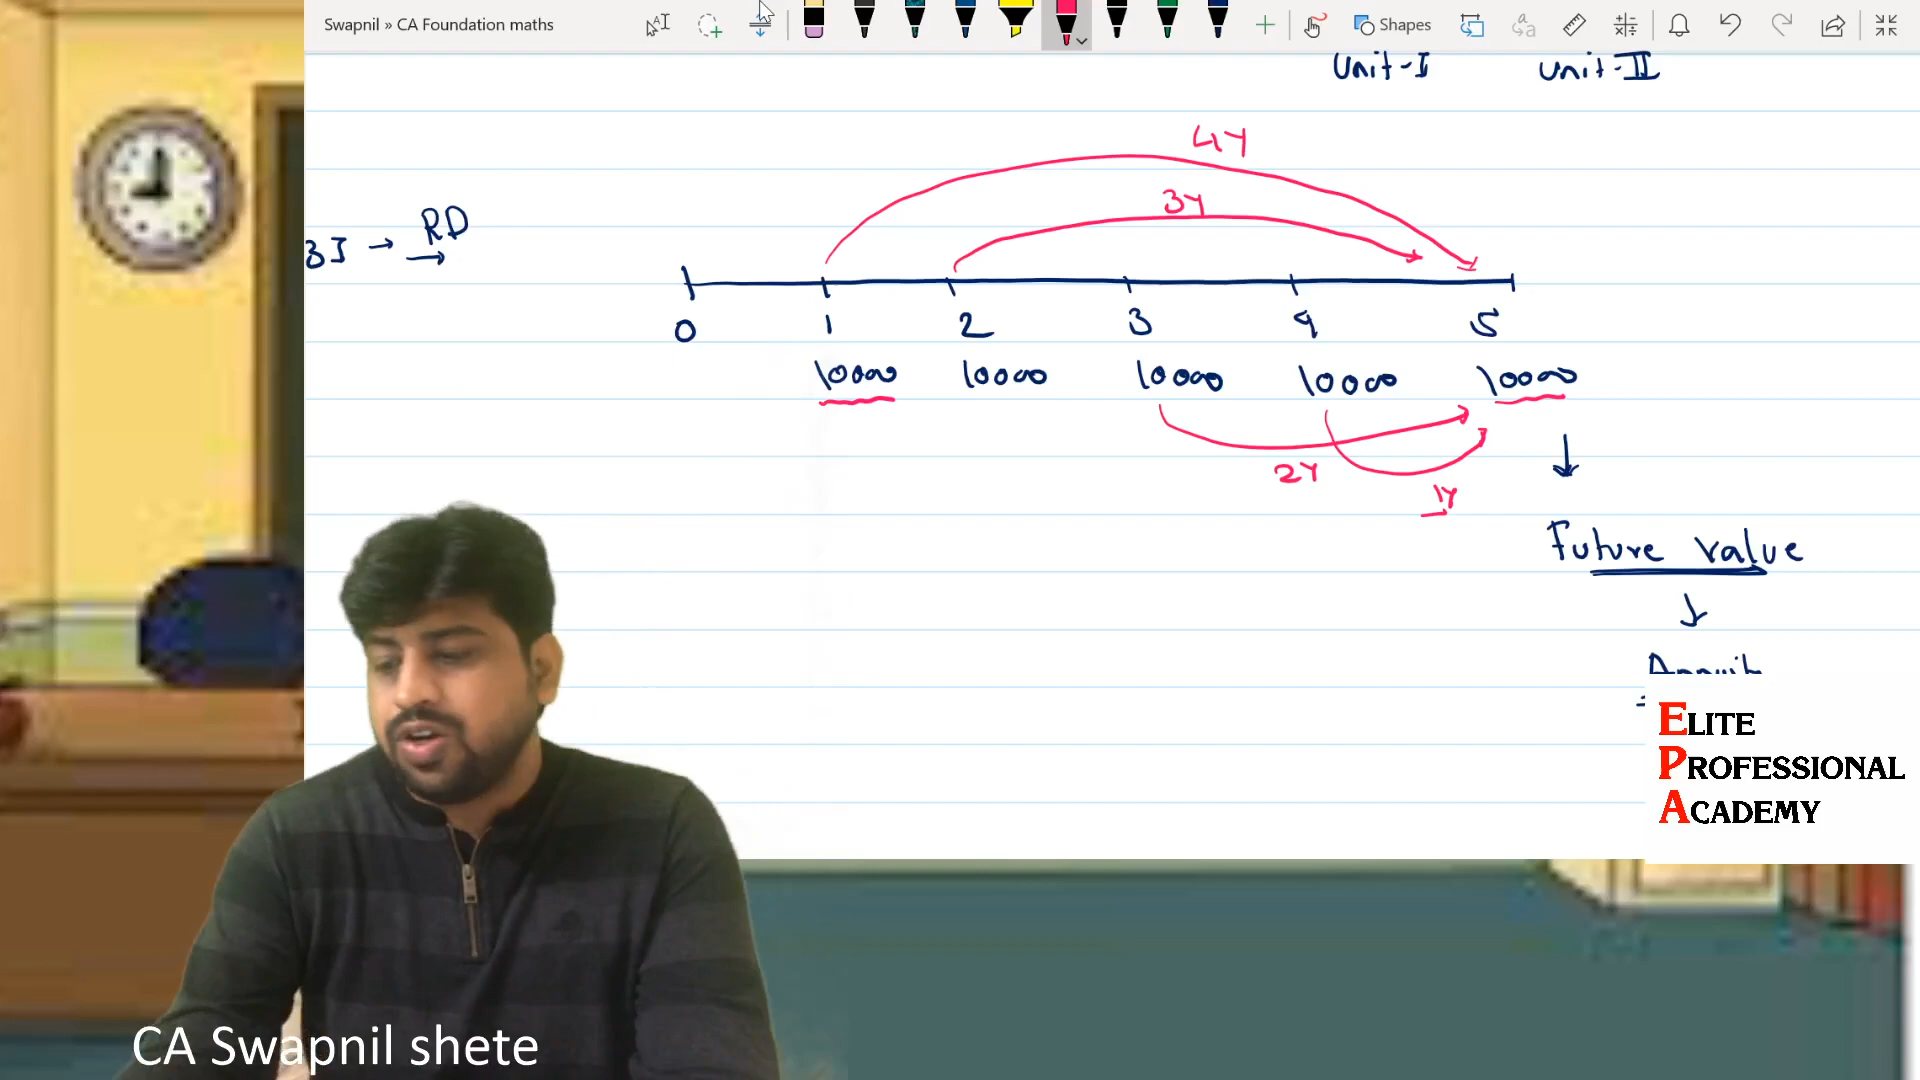 Swapnil » CA Foundation maths
Shapes
Unit-I Unit-II
4Y
3Y
BI → RD
0 1 2 3 4 5
10000 10000 10000 10000 10000
2Y
1Y
Future value
ELITE
PROFESSIONAL
ACADEMY
CA Swapnil shete